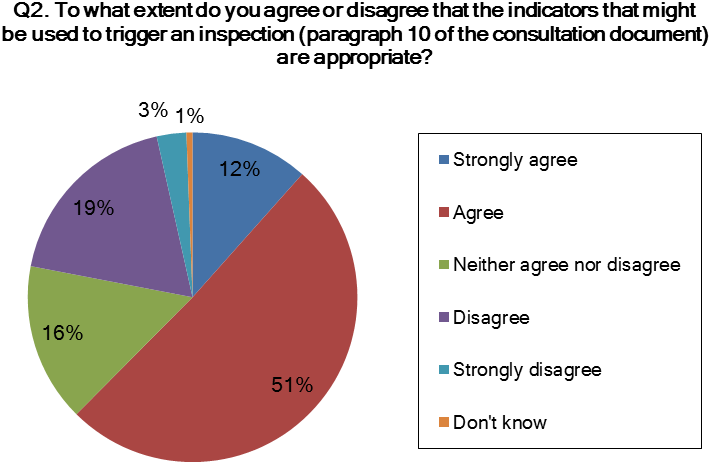 Q2. To what extent do you agree or disagree that the indicators that might
be used to trigger an inspection (paragraph 10 of the consultation document)
are appropriate?
3%
1%
12%
19%
16%
51%
Strongly agree
Agree
Neither agree nor disagree
Disagree
Strongly disagree
Don't know